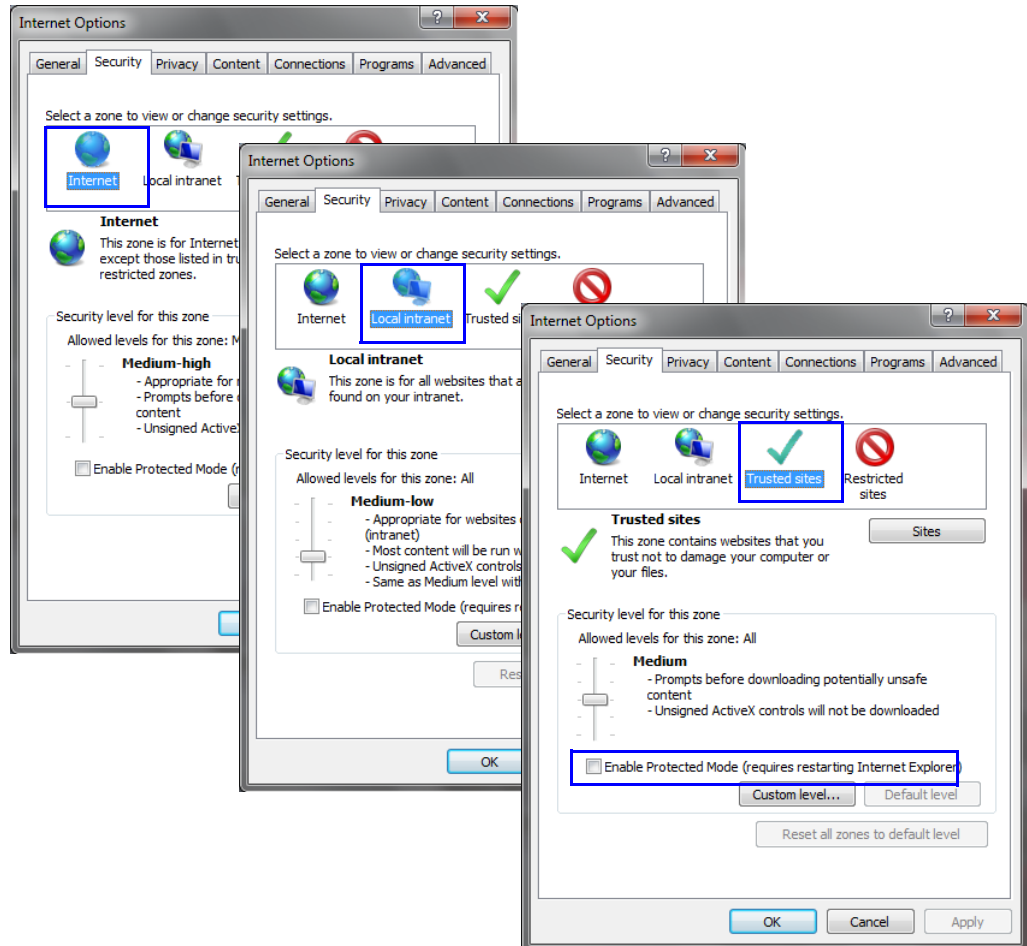 Internet Options
General Security Privacy Content Connections Programs Advanced
Select a zone to view or change security settings.
Internet Local intranet
Internet
This zone is for Internet
except those listed in
restricted zones.
Security level for this zone
Allowed levels for this zone:
Medium-high
- Appropriate for
- Prompts before
content
- Unsigned ActiveX
Enable Protected Mode
Internet Options
General Security Privacy Content Connections Programs Advanced
Select a zone to view or change security settings.
Internet Local intranet Trusted
Local intranet
This zone is for all websites that
found on your intranet.
Security level for this zone
Allowed levels for this zone: All
Medium-low
- Appropriate for websites
(intranet)
- Most content will be run
- Unsigned ActiveX controls
- Same as Medium level
Enable Protected Mode (requires
Custom
OK
Internet Options
General Security Privacy Content Connections Programs Advanced
Select a zone to view or change security settings.
Internet Local intranet Trusted sites Restricted
sites
Trusted sites
This zone contains websites that you
trust not to damage your computer or
your files.
Sites
Security level for this zone
Allowed levels for this zone: All
Medium
- Prompts before downloading potentially unsafe
content
- Unsigned ActiveX controls will not be downloaded
Enable Protected Mode (requires restarting Internet Explorer)
Custom level... Default level
Reset all zones to default level
OK Cancel Apply